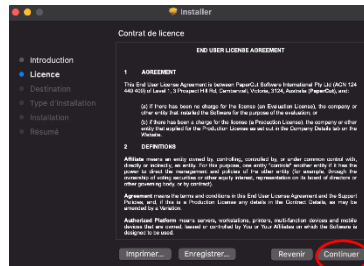 Installer
Contrat de licence
Introduction
Licence
Destination
Type d'installation
Installation
Résumé
END USER LICENSE AGREEMENT
1 AGREEMENT
This End User License Agreement is between PaperCut Software International Pty Ltd (ACN 124
440 400) of Level 1, 3 Prospect Hill Rd, Camberwell, Victoria, 3124, Australia (PaperCut), and:
(a) if there has been no charge for the license (an Evaluation License), the company or
other entity that installed the Software for the purpose of the evaluation; or
(b) if there has been a charge for the license (a Production License), the company or other
entity that applied for the Production License as set out in the Company Details tab on the
Website.
2 DEFINITIONS
Affiliate means an entity owned by, controlling, controlled by, or under common control with,
directly or indirectly, an entity. For this purpose, one entity "controls" another entity if it has the
power to direct the management and policies of the other entity (for example, through the
ownership of voting securities or other equity interest, representation on its board of directors or
other governing body, or by contract).
Agreement means the terms and conditions in this End User License Agreement and the Support
Policies, and, if this is a Production License any details in the Contract Details, as may be
amended by a Variation.
Authorized Platform means servers, workstations, printers, multi-function devices and mobile
devices that are owned, leased or controlled by You or Your Affiliates on which the Software is
designed to be used.
Imprimer... Enregistrer... Revenir Continuer